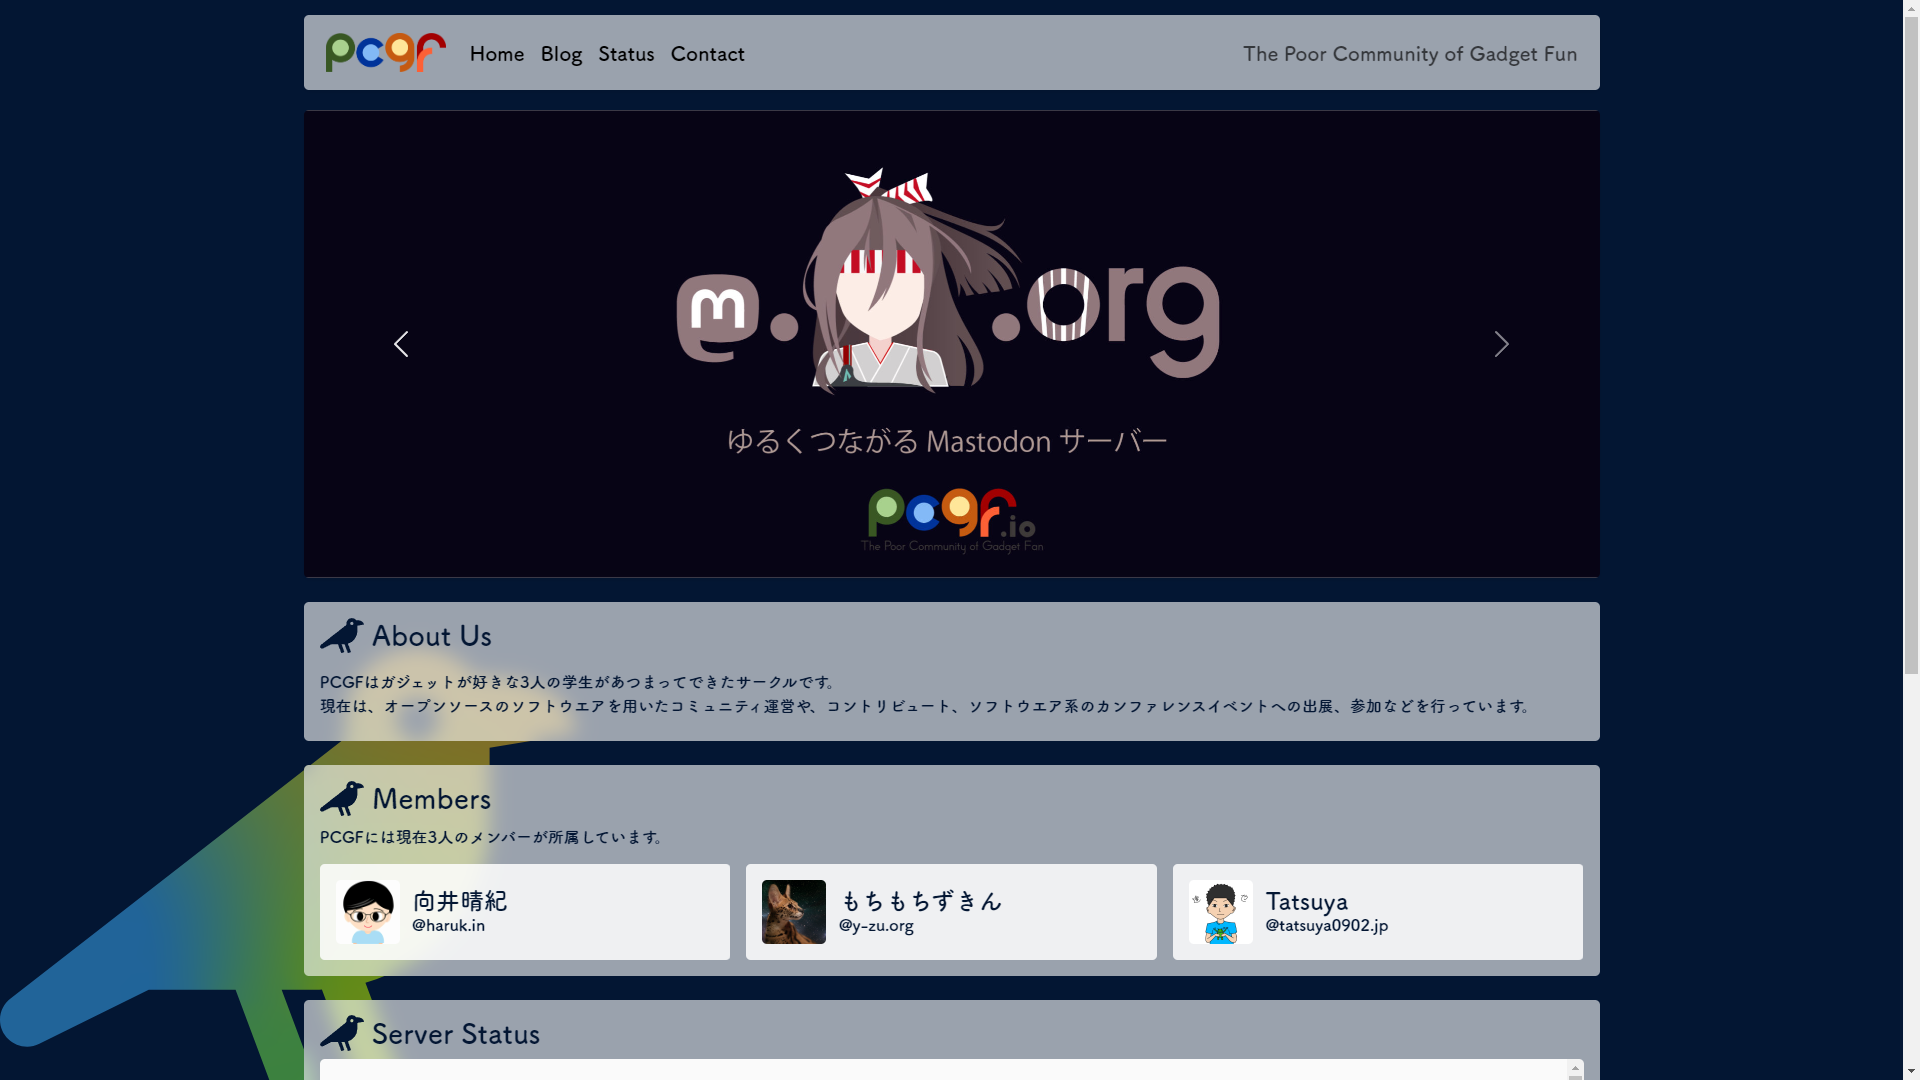 pcgf
Home Blog Status Contact
The Poor Community of Gadget Fun
m. .org
ゆるくつながる Mastodon サーバー
pcgf.io
The Poor Community of Gadget Fan
About Us
PCGFはガジェットが好きな3人の学生があつまってできたサークルです。
現在は、オープンソースのソフトウエアを用いたコミュニティ運営や、コントリビュート、ソフトウエア系のカンファレンスイベントへの出展、参加などを行っています。
Members
PCGFには現在3人のメンバーが所属しています。
向井晴紀
@haruk.in
もちもちずきん
@y-zu.org
Tatsuya
@tatsuya0902.jp
Server Status